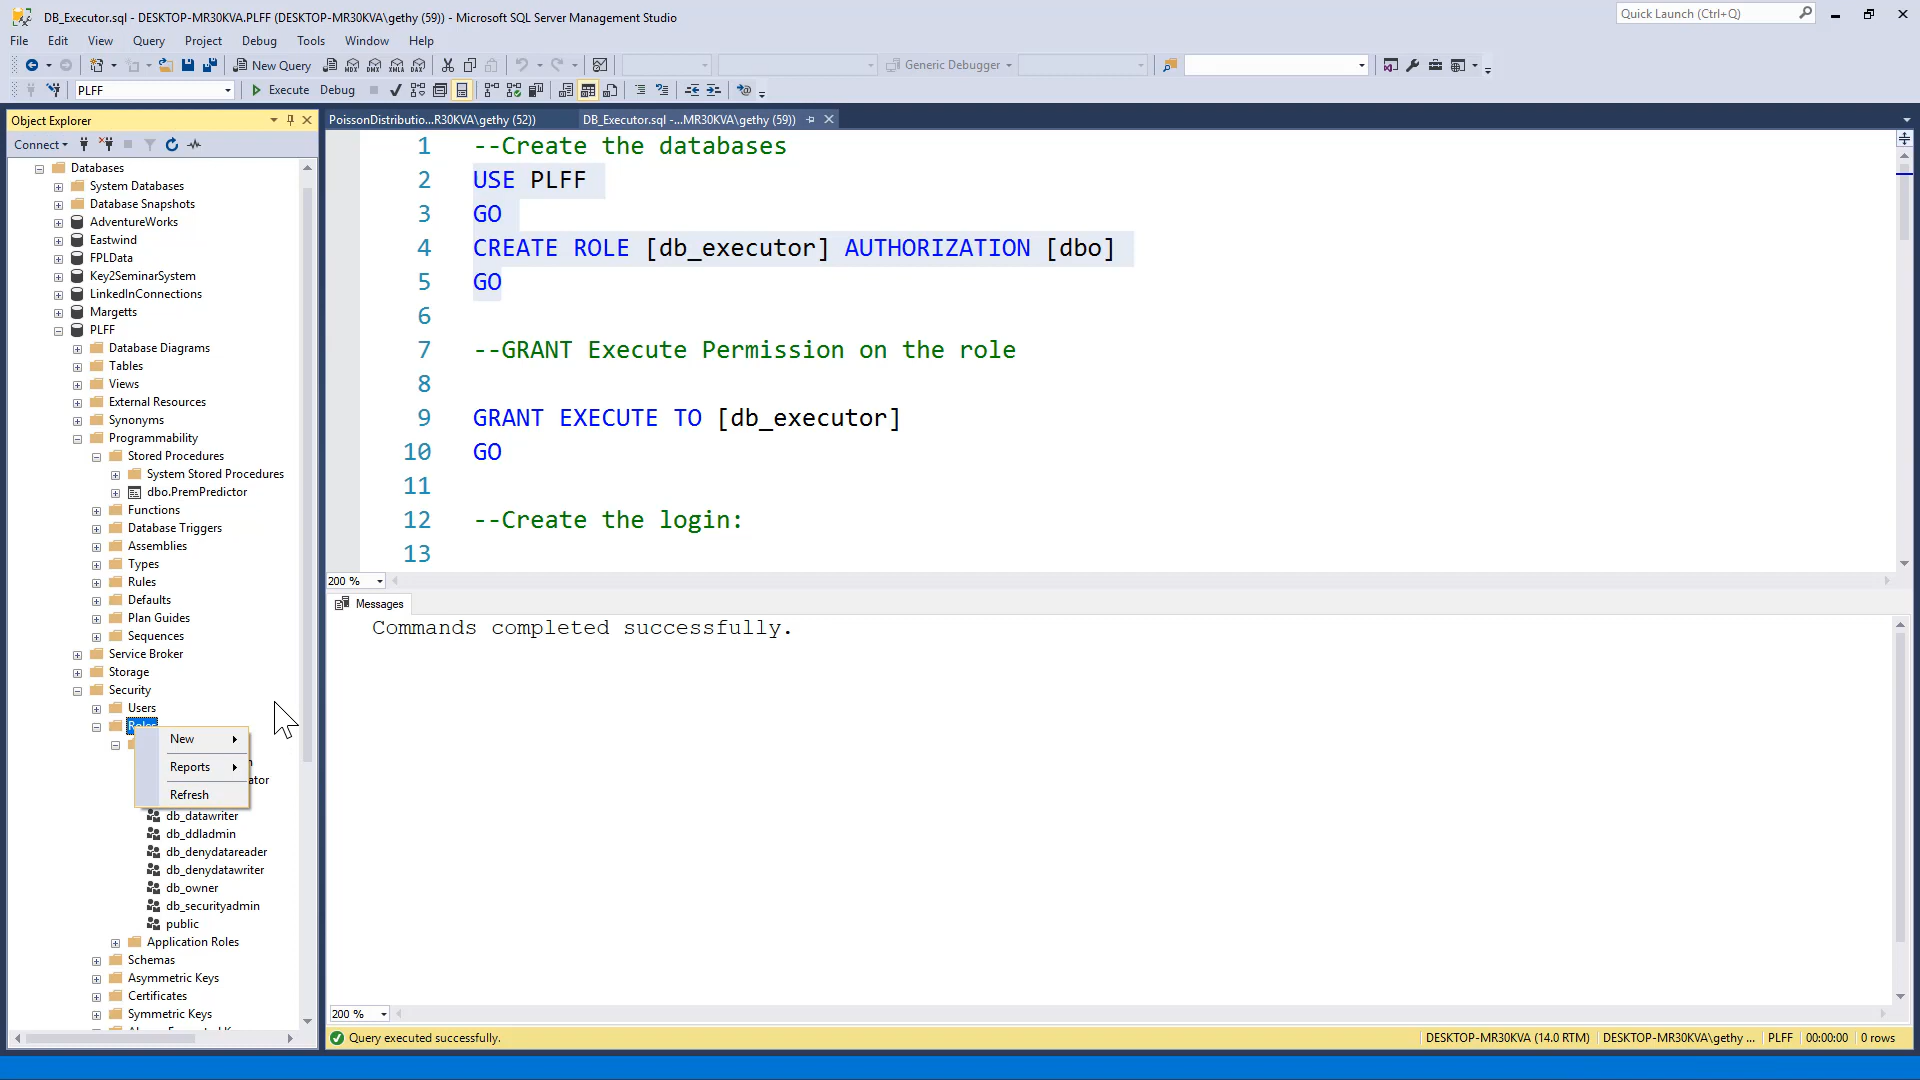 DB_Executor.sql - DESKTOP-MR30KVA.PLFF (DESKTOP-MR30KVA\gethy (59)) - Microsoft SQL Server Management Studio
Quick Launch (Ctrl+Q)
File Edit View Query Project Debug Tools Window Help
New Query MDX DMX XMLA DAX Generic Debugger
PLFF Execute Debug
Object Explorer
PoissonDistributio...R30KVA\gethy (52)) DB_Executor.sql -...MR30KVA\gethy (59))
Connect
Databases
System Databases
Database Snapshots
AdventureWorks
Eastwind
FPLData
Key2SeminarSystem
LinkedInConnections
Margetts
PLFF
Database Diagrams
Tables
Views
External Resources
Synonyms
Programmability
Stored Procedures
System Stored Procedures
dbo.PremPredictor
Functions
Database Triggers
Assemblies
Types
Rules
Defaults
Plan Guides
Sequences
Service Broker
Storage
Security
Users
Roles
New
Reports
Refresh
ator
db_datawriter
db_ddladmin
db_denydatareader
db_denydatawriter
db_owner
db_securityadmin
public
Application Roles
Schemas
Asymmetric Keys
Certificates
Symmetric Keys
1 --Create the databases
2 USE PLFF
3 GO
4 CREATE ROLE [db_executor] AUTHORIZATION [dbo]
5 GO
6
7 --GRANT Execute Permission on the role
8
9 GRANT EXECUTE TO [db_executor]
10 GO
11
12 --Create the login:
13
200 %
Messages
Commands completed successfully.
200 %
Query executed successfully. DESKTOP-MR30KVA (14.0 RTM) DESKTOP-MR30KVA\gethy ... PLFF 00:00:00 0 rows